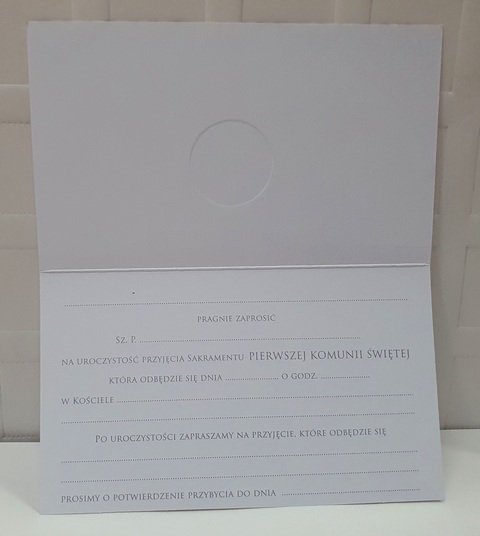 ................................................................
PRAGNIE ZAPROSIĆ
SZ. P. ................................................................
NA UROCZYSTOŚĆ PRZYJĘCIA SAKRAMENTU PIERWSZEJ KOMUNII ŚWIĘTEJ
KTÓRA ODBĘDZIE SIĘ DNIA .................... O GODZ. ..................
W KOŚCIELE ................................................................
................................................................
PO UROCZYSTOŚCI ZAPRASZAMY NA PRZYJĘCIE, KTÓRE ODBĘDZIE SIĘ
................................................................
................................................................
PROSIMY O POTWIERDZENIE PRZYBYCIA DO DNIA ........................................